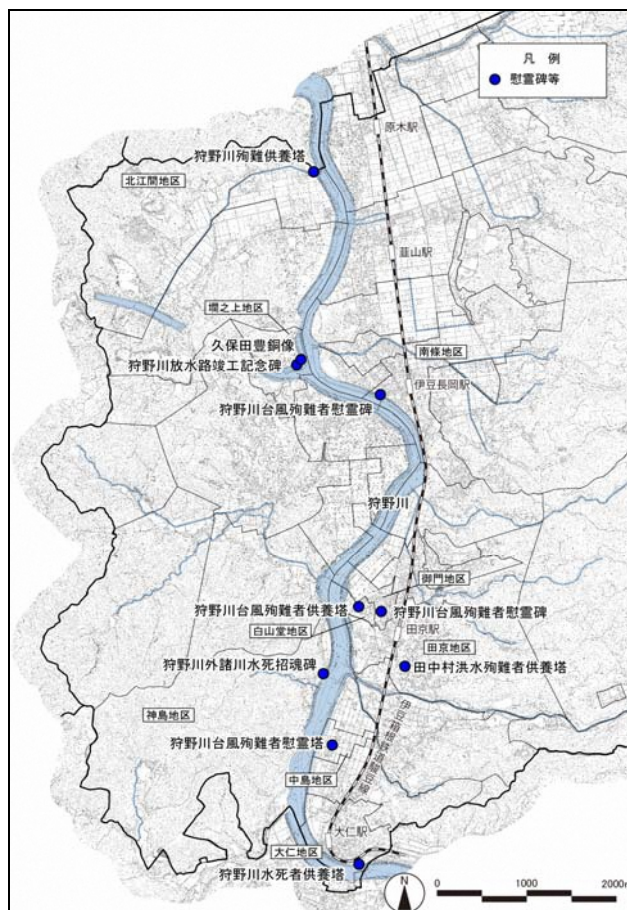 凡 例
慰霊碑等
原木駅
狩野川殉難供養塔
北江間地区
韮山駅
墹之上地区
久保田豊銅像
狩野川放水路竣工記念碑
南條地区
伊豆長岡駅
狩野川台風殉難者慰霊碑
狩野川
御門地区
狩野川台風殉難者供養塔
狩野川台風殉難者慰霊碑
白山堂地区
田京駅
田京地区
狩野川外諸川水死招魂碑
田中村洪水殉難者供養塔
神島地区
伊豆箱根鉄道駿豆線
狩野川台風殉難者慰霊塔
中島地区
大仁駅
大仁地区
狩野川水死者供養塔
N
0 1000 2000m